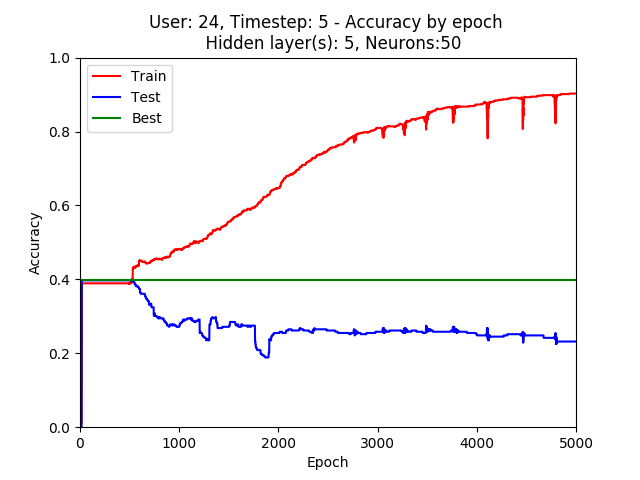 User: 24, Timestep: 5 - Accuracy by epoch
Hidden layer(s): 5, Neurons:50
1.0
0.8
0.6
0.4
0.2
0.0
Accuracy
Train
Test
Best
0
1000
2000
3000
4000
5000
Epoch